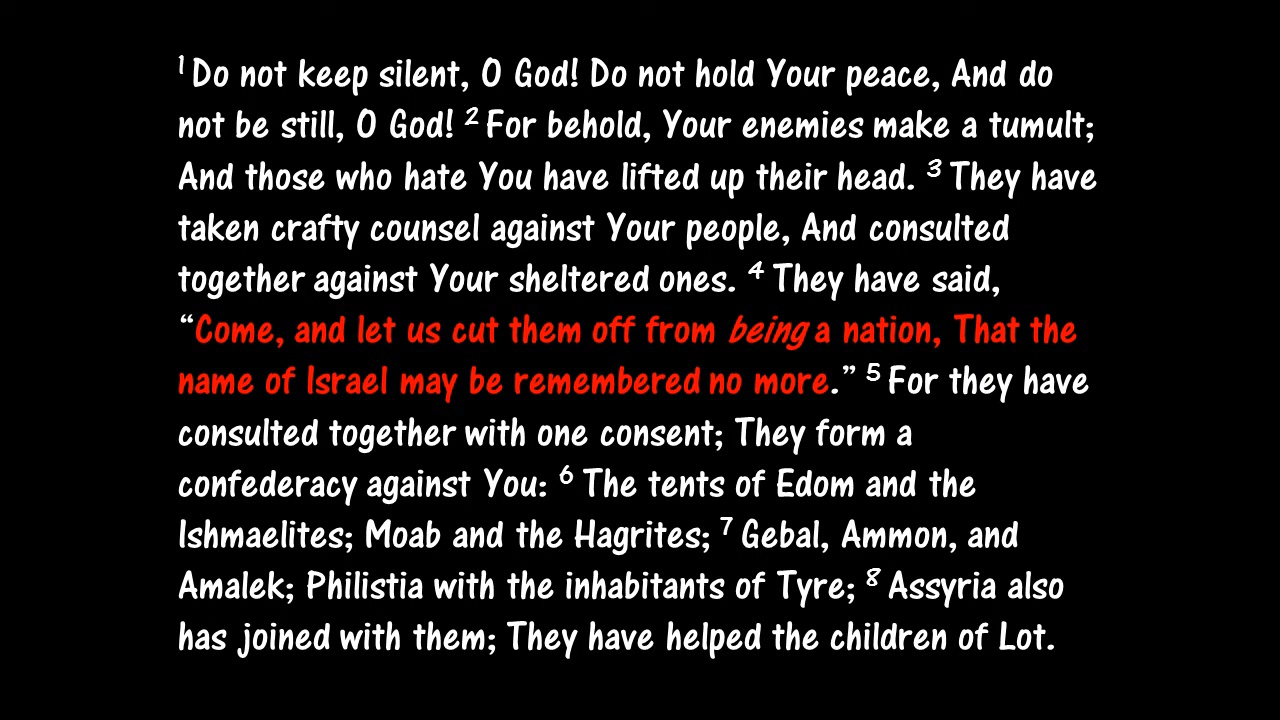 1 Do not keep silent, O God! Do not hold Your peace, And do
not be still, O God! 2 For behold, Your enemies make a tumult;
And those who hate You have lifted up their head. 3 They have
taken crafty counsel against Your people, And consulted
together against Your sheltered ones. 4 They have said,
“Come, and let us cut them off from being a nation, That the
name of Israel may be remembered no more.” 5 For they have
consulted together with one consent; They form a
confederacy against You: 6 The tents of Edom and the
Ishmaelites; Moab and the Hagrites; 7 Gebal, Ammon, and
Amalek; Philistia with the inhabitants of Tyre; 8 Assyria also
has joined with them; They have helped the children of Lot.